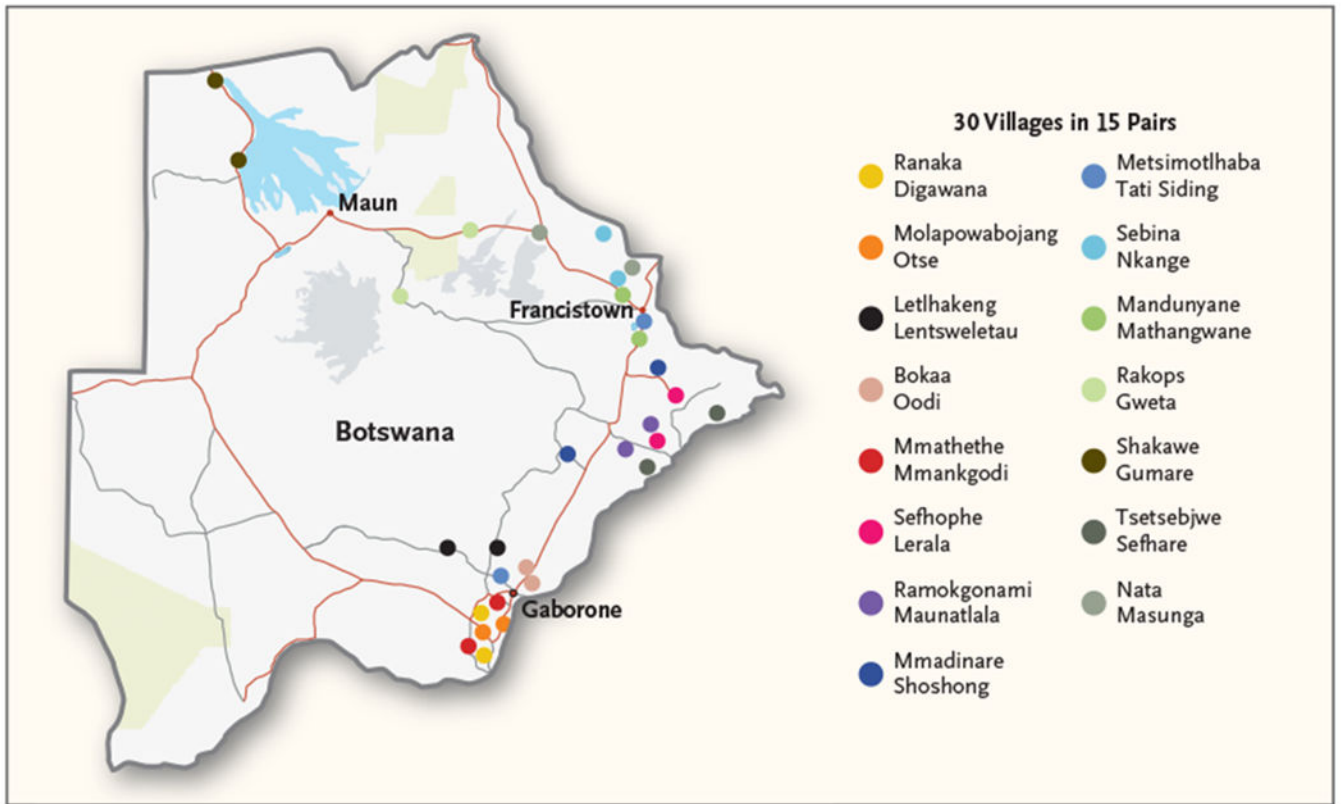 Maun
Francistown
Botswana
Gaborone
30 Villages in 15 Pairs
Ranaka
Digawana
Molapowabojang
Otse
Letlhakeng
Lentsweletau
Bokaa
Oodi
Mmathethe
Mmankgodi
Sefhophe
Lerala
Ramokgonami
Maunatlala
Mmadinare
Shoshong
Metsimotlhaba
Tati Siding
Sebina
Nkange
Mandunyane
Mathangwane
Rakops
Gweta
Shakawe
Gumare
Tsetsebjwe
Sefhare
Nata
Masunga